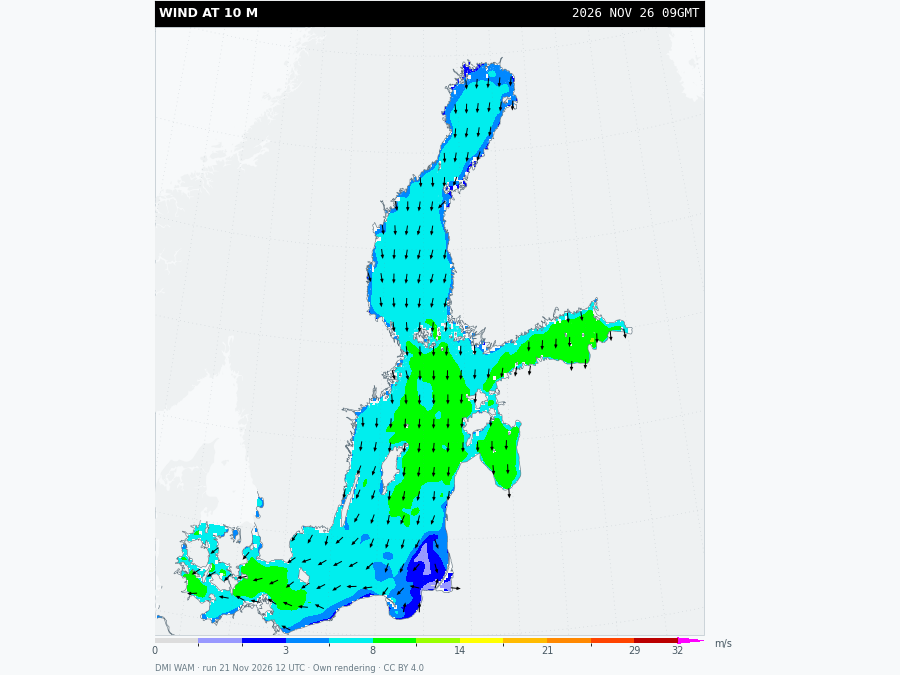 WIND AT 10 M 2026 NOV 26 09GMT
0 3 8 14 21 29 32 m/s
DMI WAM · run 21 Nov 2026 12 UTC · Own rendering · CC BY 4.0